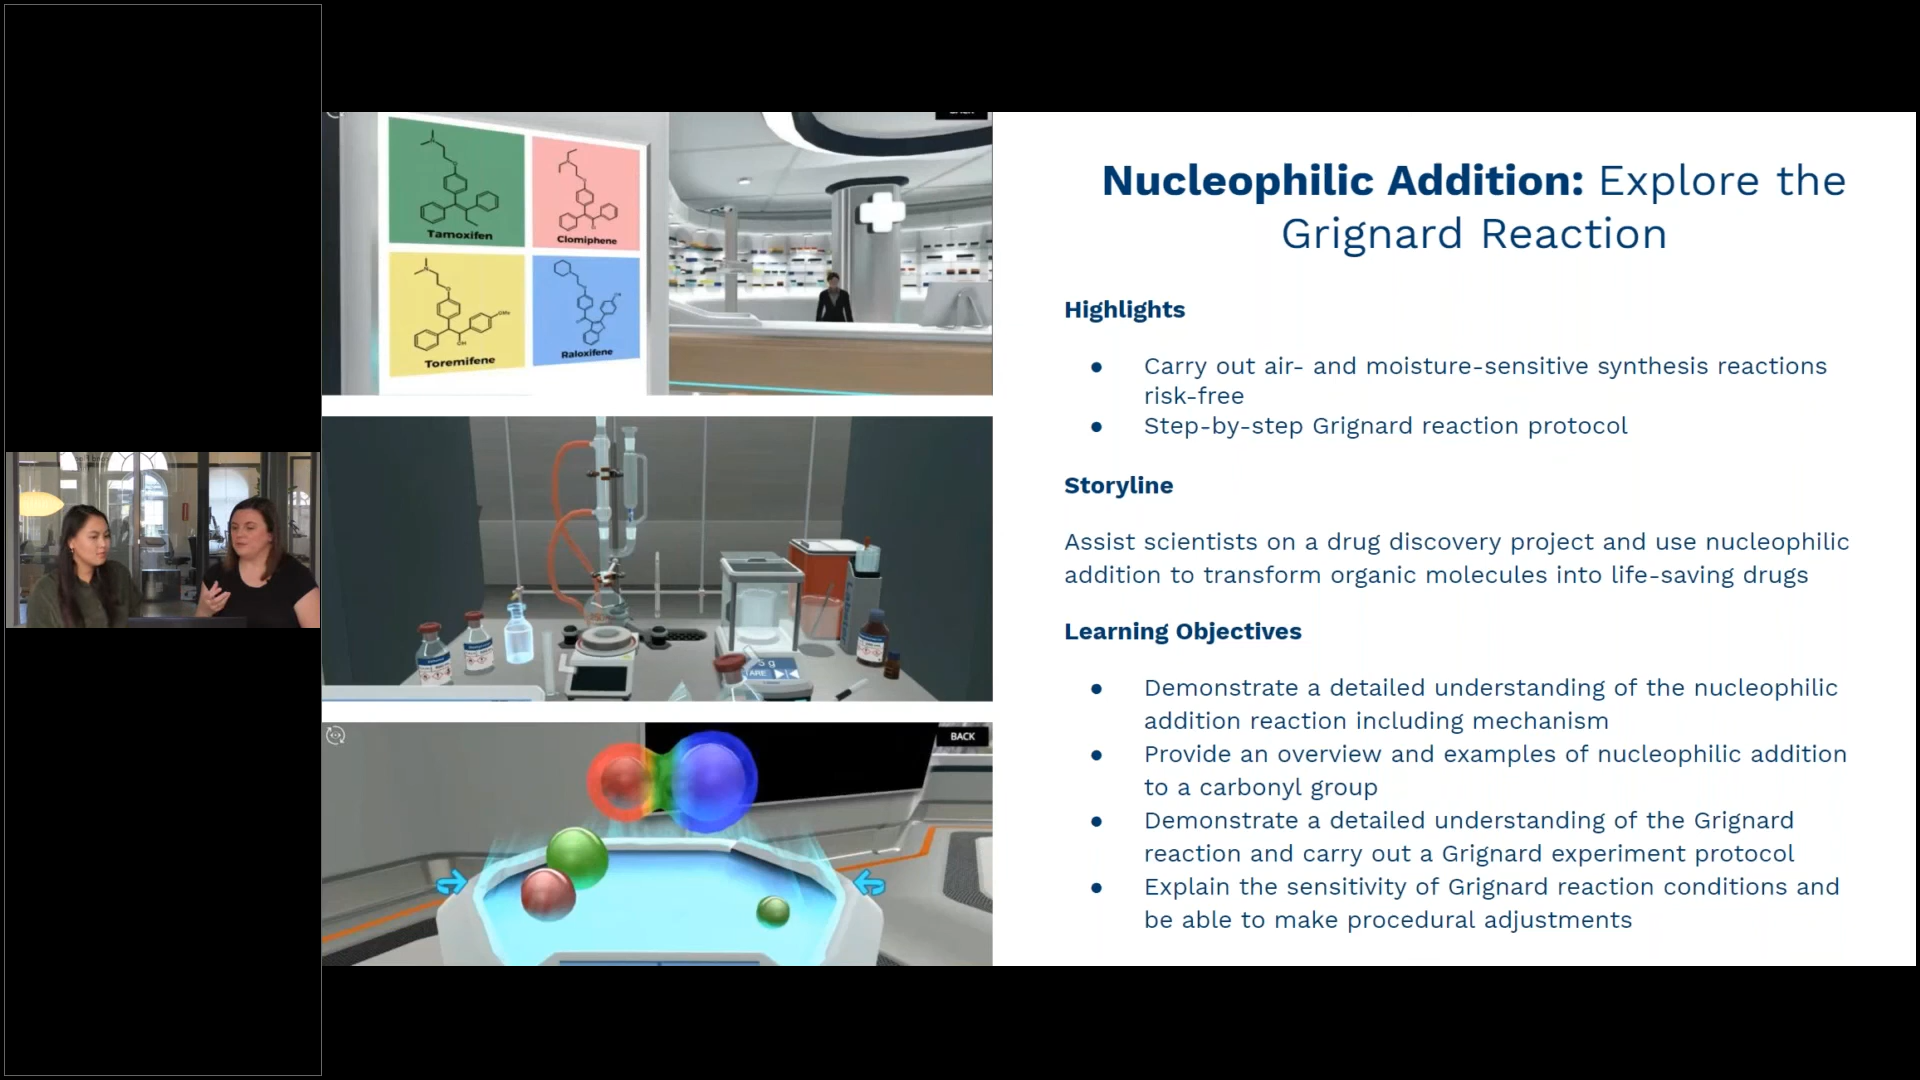 Tamoxifen
Clomiphene
Toremifene
OMe
OH
Raloxifene
5 g
TARE
BACK
Nucleophilic Addition: Explore the
Grignard Reaction
Highlights
● Carry out air- and moisture-sensitive synthesis reactions
risk-free
● Step-by-step Grignard reaction protocol
Storyline
Assist scientists on a drug discovery project and use nucleophilic
addition to transform organic molecules into life-saving drugs
Learning Objectives
● Demonstrate a detailed understanding of the nucleophilic
addition reaction including mechanism
● Provide an overview and examples of nucleophilic addition
to a carbonyl group
● Demonstrate a detailed understanding of the Grignard
reaction and carry out a Grignard experiment protocol
● Explain the sensitivity of Grignard reaction conditions and
be able to make procedural adjustments